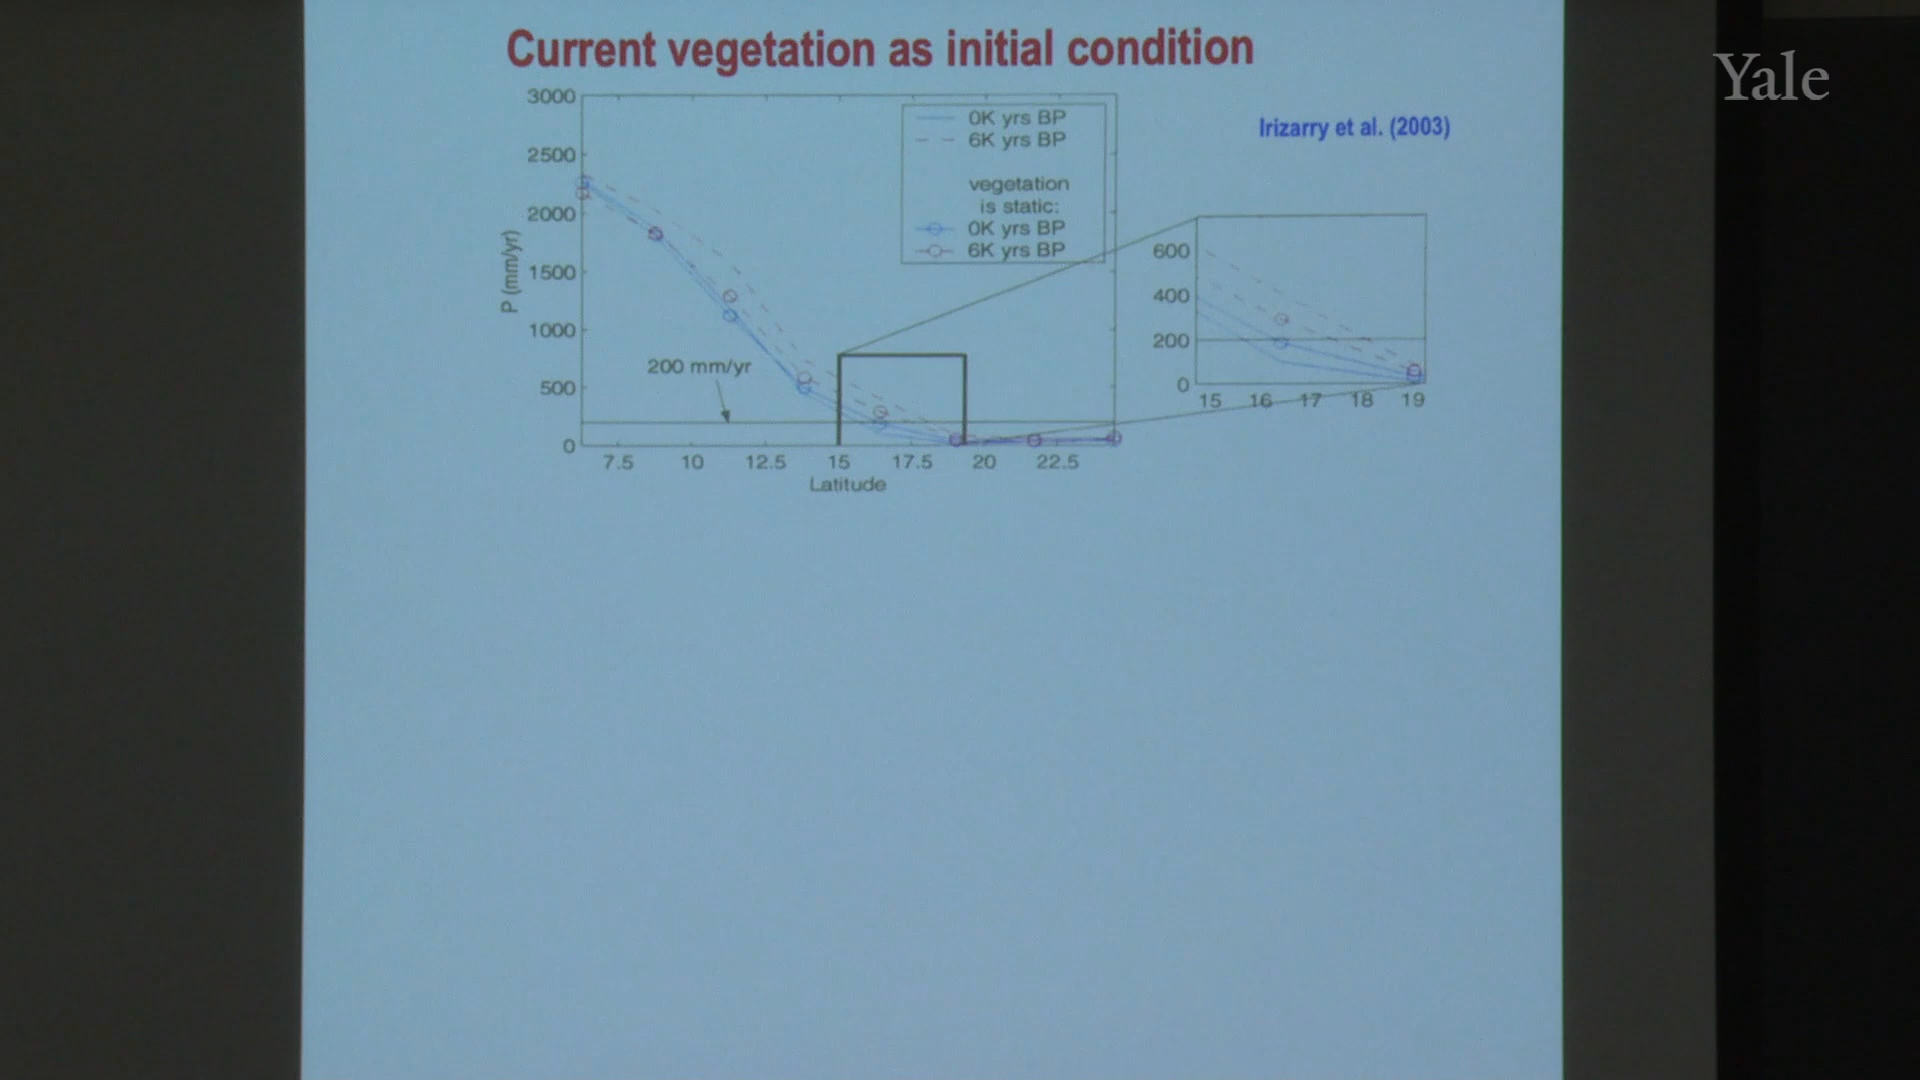 Current vegetation as initial condition
Yale
Irizarry et al. (2003)
3000
2500
2000
1500
1000
500
0
P (mm/yr)
0K yrs BP
6K yrs BP
vegetation
is static:
0K yrs BP
6K yrs BP
200 mm/yr
7.5 10 12.5 15 17.5 20 22.5
Latitude
600
400
200
0
15 16 17 18 19